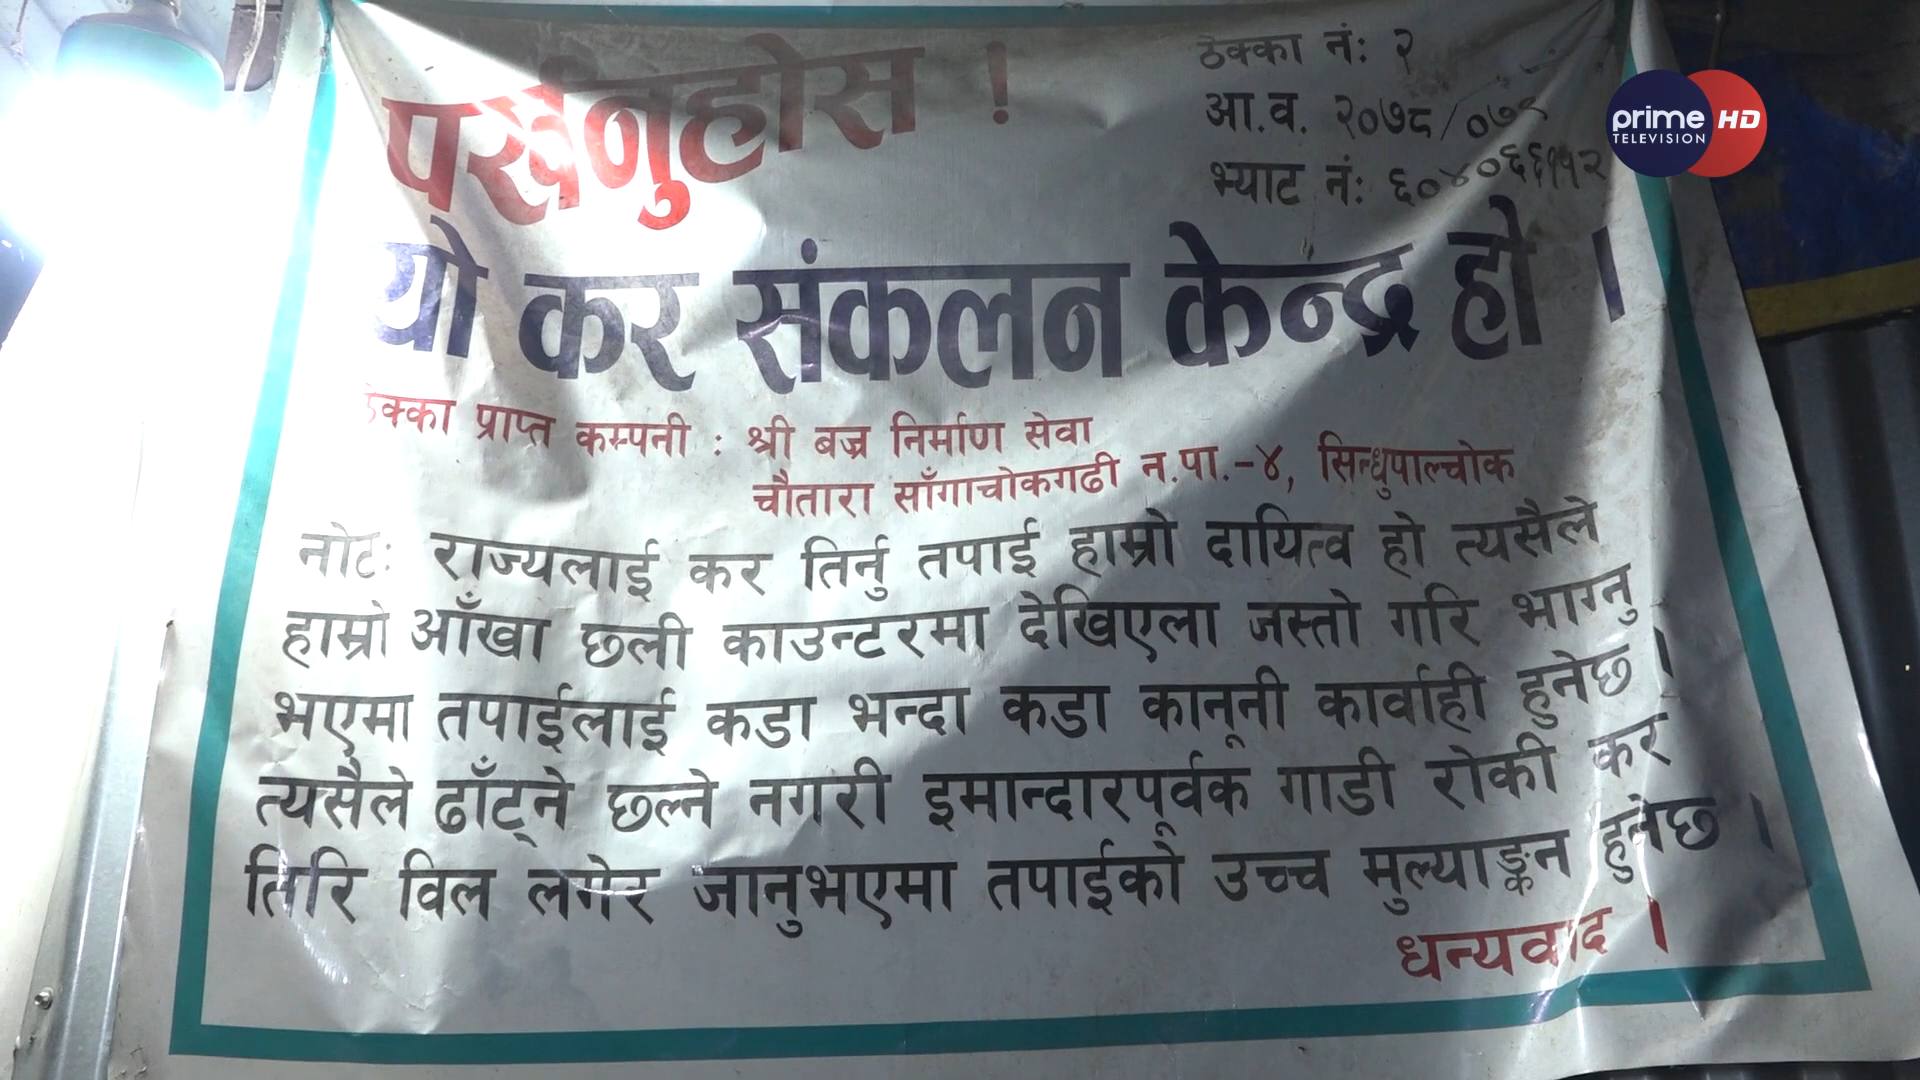 पर्खनुहोस !
ठेक्का नं: २
आ.व. २०७८/०७९
भ्याट नं: ६०४०६६११२
prime HD
TELEVISION
यो कर संकलन केन्द्र हो ।
ठेक्का प्राप्त कम्पनी : श्री बज्र निर्माण सेवा
चौतारा साँगाचोकगढी न.पा.-४, सिन्धुपाल्चोक
नोट: राज्यलाई कर तिर्नु तपाई हाम्रो दायित्व हो त्यसैले
हाम्रो आँखा छली काउन्टरमा देखिएला जस्तो गरि भाग्नु
भएमा तपाईलाई कडा भन्दा कडा कानूनी कार्वाही हुनेछ ।
त्यसैले ढाँट्ने छल्ने नगरी इमान्दारपूर्वक गाडी रोकी कर
तिरि विल लगेर जानुभएमा तपाईको उच्च मुल्याङ्कन हुनेछ ।
धन्यवाद ।